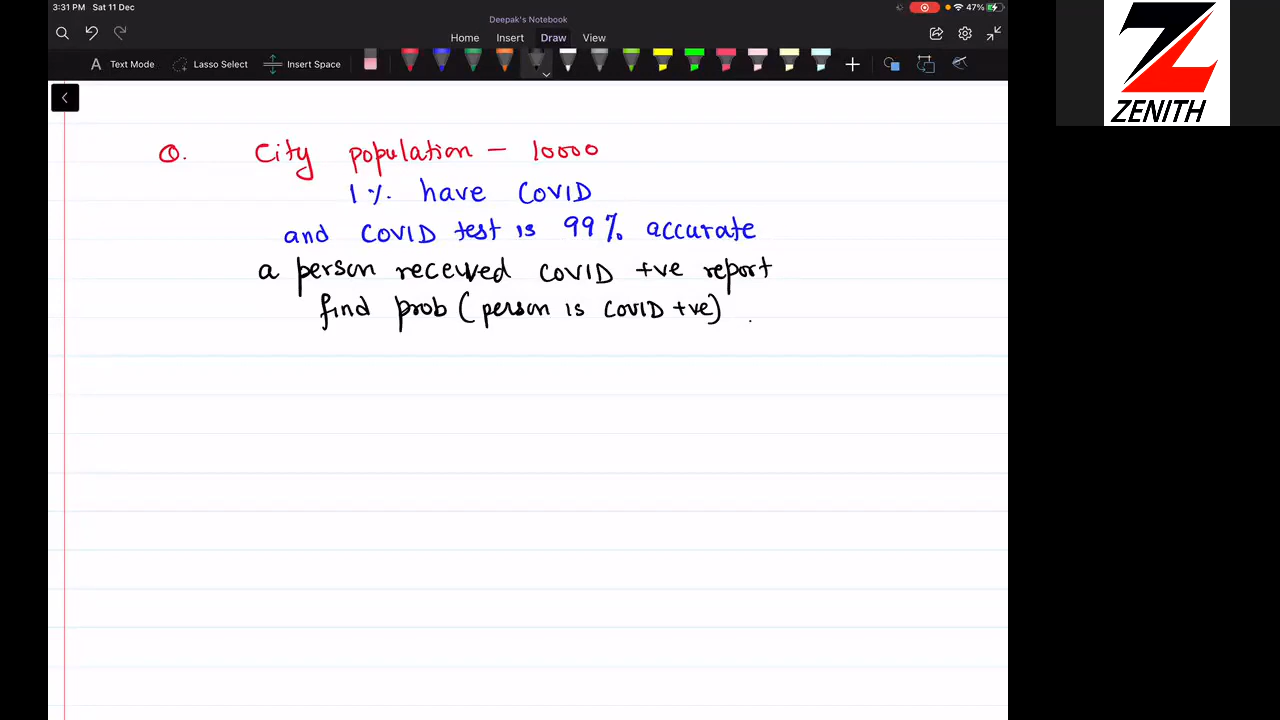 3:31 PM Sat 11 Dec
47%
Deepak's Notebook
Home Insert Draw View
Text Mode Lasso Select Insert Space
ZENITH
Q. City population - 10000
1% have COVID
and COVID test is 99% accurate
a person received COVID +ve report
find prob (person is COVID +ve)